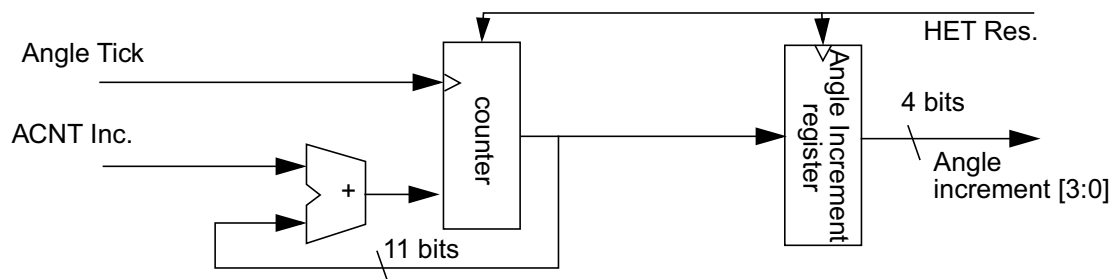 HET Res.
Angle Tick
ACNT Inc.
counter
+
11 bits
Angle Increment
register
4 bits
Angle
increment [3:0]